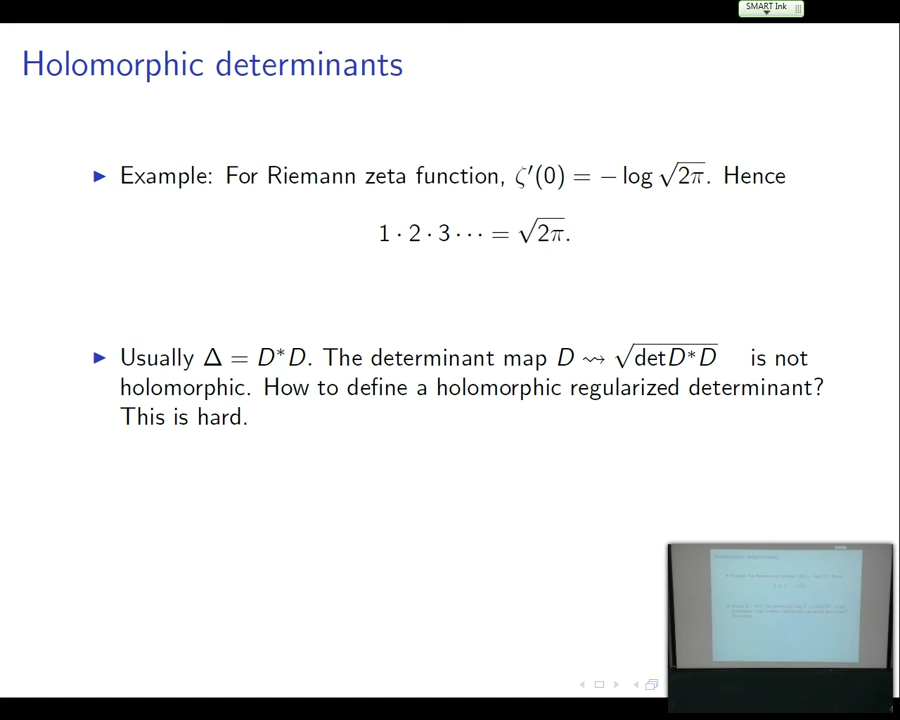 SMART Ink
Holomorphic determinants
Example: For Riemann zeta function, ζ′(0) = − log √2π. Hence
1 · 2 · 3 · · · = √2π.
Usually Δ = D*D. The determinant map D ⇝ √detD*D is not
holomorphic. How to define a holomorphic regularized determinant?
This is hard.